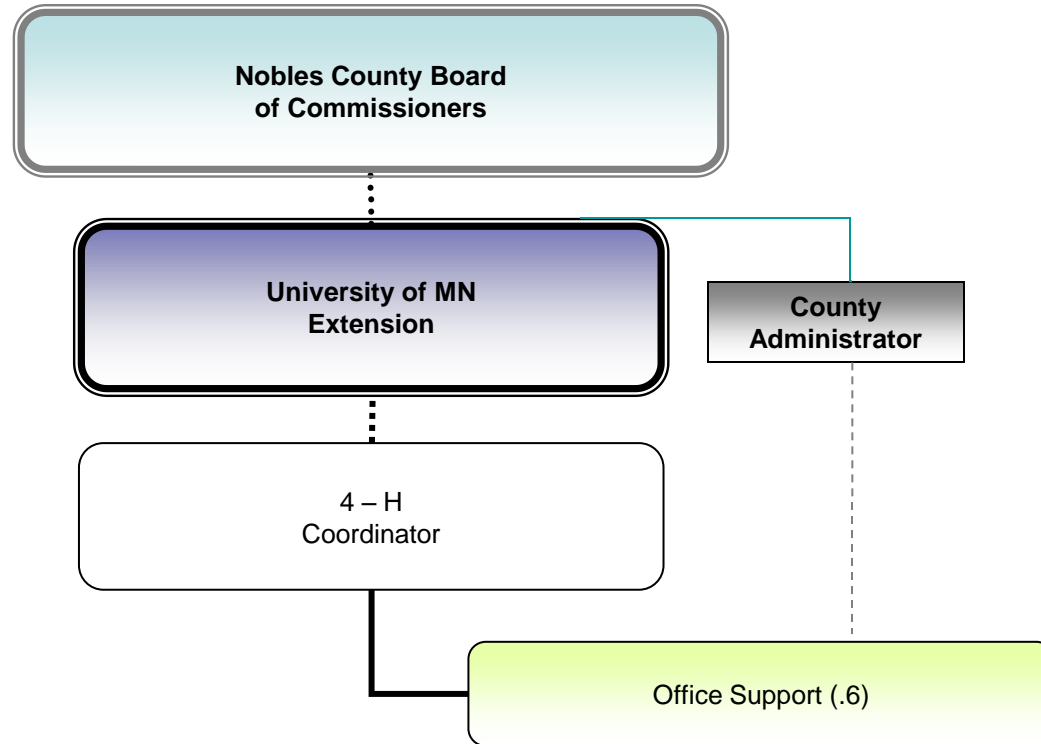 Nobles County Board
of Commissioners
University of MN
Extension
County
Administrator
4 – H
Coordinator
Office Support (.6)